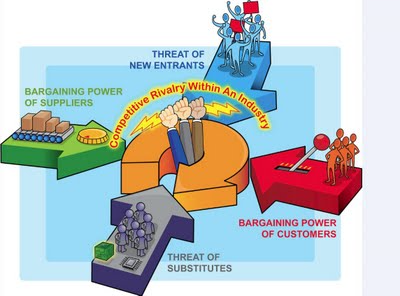 THREAT OF
NEW ENTRANTS
BARGAINING POWER
OF SUPPLIERS
Competitive Rivalry Within An Industry
BARGAINING POWER
OF CUSTOMERS
THREAT OF
SUBSTITUTES